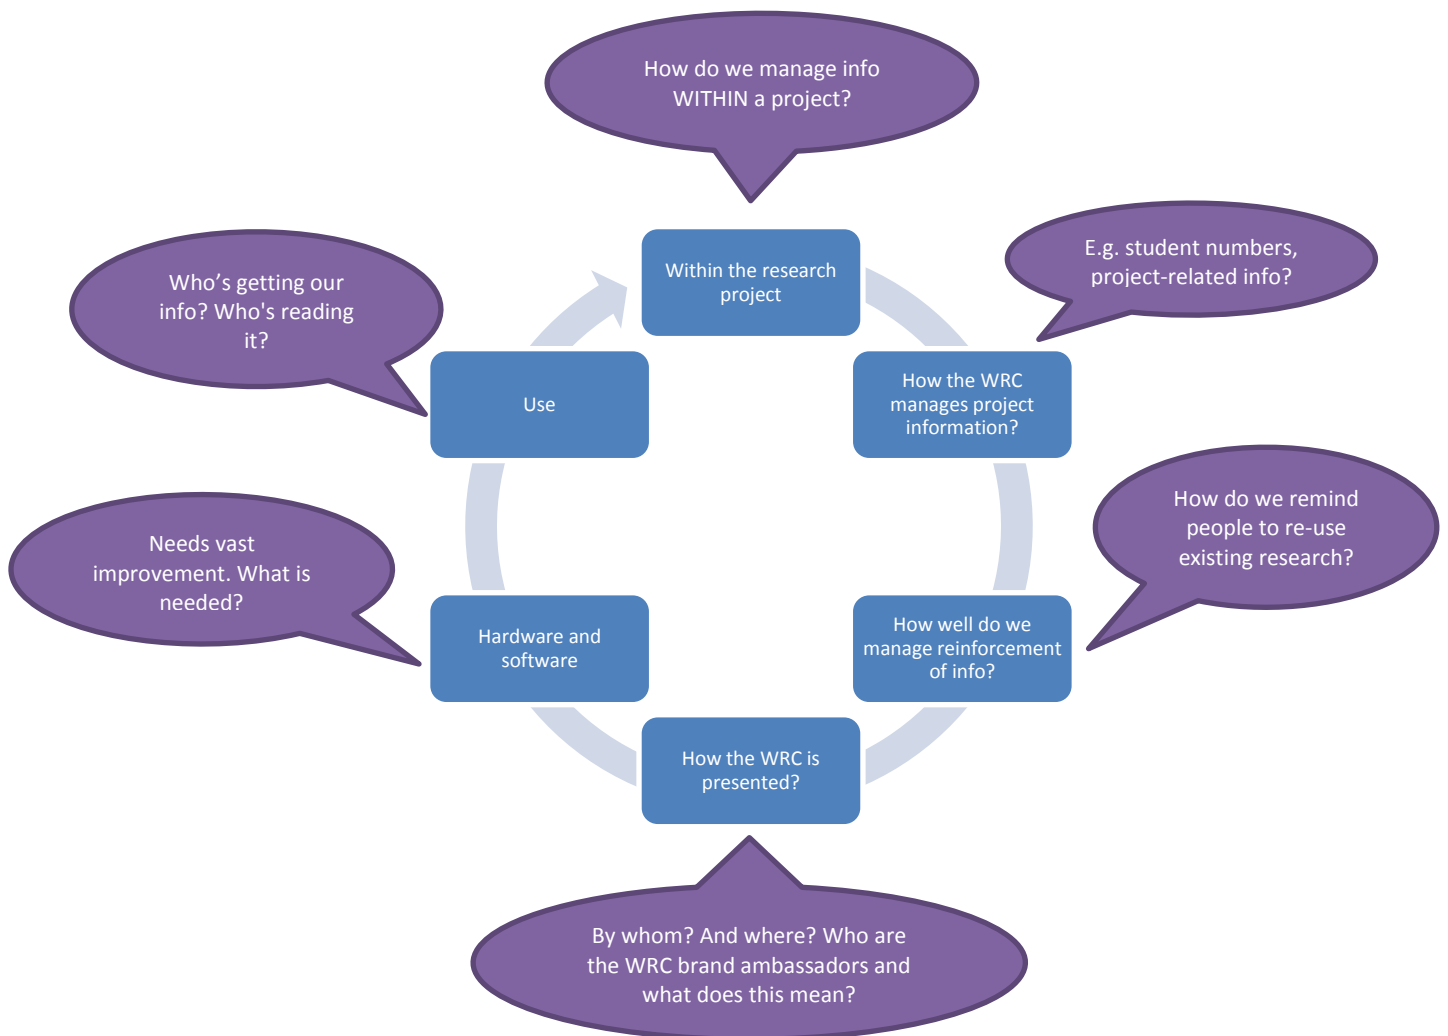 How do we manage info
WITHIN a project?
Within the research
project
E.g. student numbers,
project-related info?
How the WRC
manages project
information?
How do we remind
people to re-use
existing research?
How well do we
manage reinforcement
of info?
How the WRC is
presented?
By whom? And where? Who are
the WRC brand ambassadors and
what does this mean?
Hardware and
software
Needs vast
improvement. What is
needed?
Use
Who’s getting our
info? Who's reading
it?